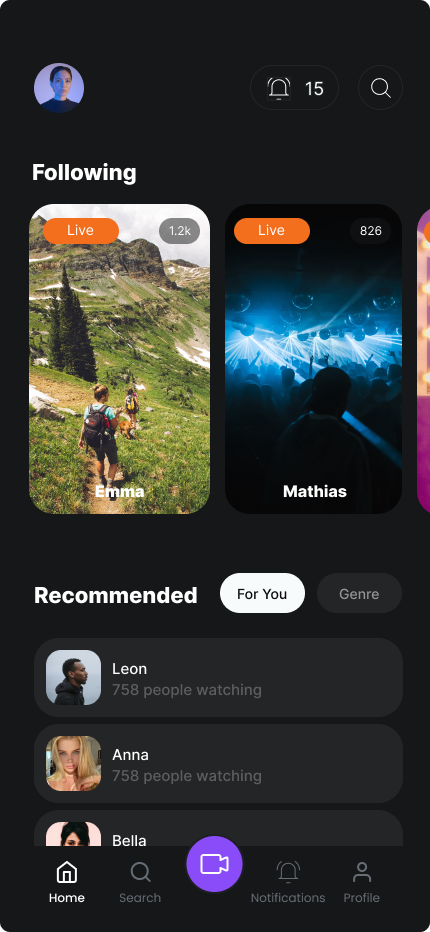 15
Following
Live
1.2k
Live
826
Emma
Mathias
Recommended
For You
Genre
Leon
758 people watching
Anna
758 people watching
Bella
Home
Search
Notifications
Profile